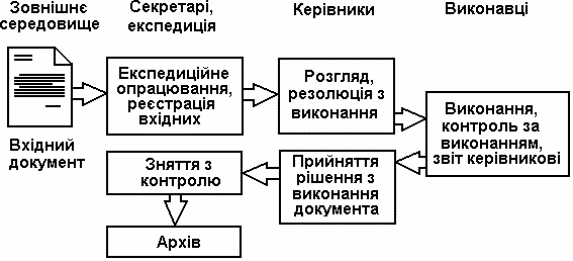 Зовнішнє
середовище
Секретарі,
експедиція
Керівники
Виконавці
Вхідний
документ
Експедиційне
опрацювання,
реєстрація
вхідних
Розгляд,
резолюція з
виконання
Виконання,
контроль за
виконанням,
звіт керівникові
Прийняття
рішення з
виконання
документа
Зняття з
контролю
Архів